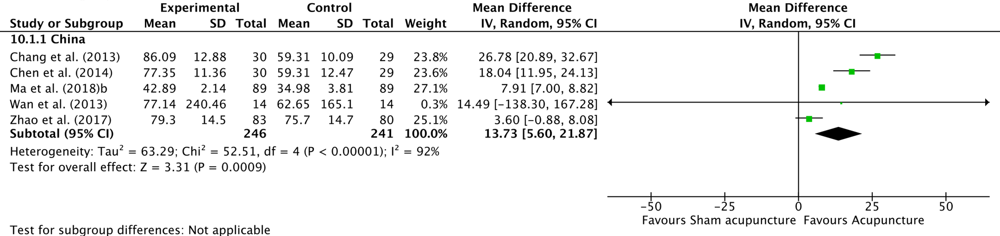 Experimental Control Mean Difference Mean Difference
Study or Subgroup Mean SD Total Mean SD Total Weight IV, Random, 95% CI IV, Random, 95% CI
10.1.1 China
Chang et al. (2013) 86.09 12.88 30 59.31 10.09 29 23.8% 26.78 [20.89, 32.67]
Chen et al. (2014) 77.35 11.36 30 59.31 12.47 29 23.6% 18.04 [11.95, 24.13]
Ma et al. (2018)b 42.89 2.14 89 34.98 3.81 89 27.1% 7.91 [7.00, 8.82]
Wan et al. (2013) 77.14 240.46 14 62.65 165.1 14 0.3% 14.49 [−138.30, 167.28]
Zhao et al. (2017) 79.3 14.5 83 75.7 14.7 80 25.1% 3.60 [−0.88, 8.08]
Subtotal (95% CI) 246 241 100.0% 13.73 [5.60, 21.87]
Heterogeneity: Tau² = 63.29; Chi² = 52.51, df = 4 (P < 0.00001); I² = 92%
Test for overall effect: Z = 3.31 (P = 0.0009)
−50 −25 0 25 50
Favours Sham acupuncture Favours Acupuncture
Test for subgroup differences: Not applicable